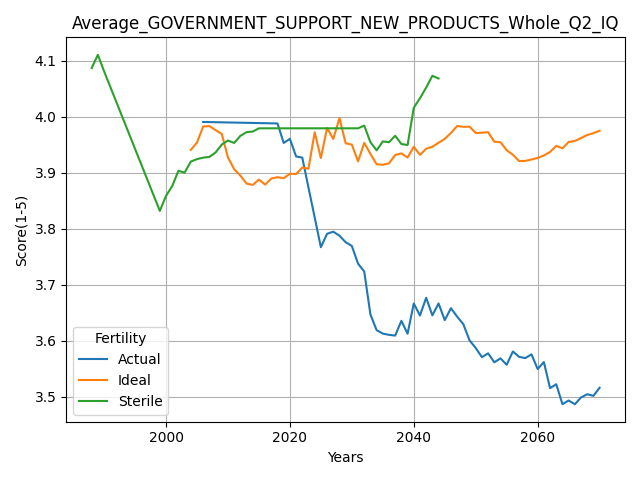 Average_GOVERNMENT_SUPPORT_NEW_PRODUCTS_Whole_Q2_IQ
Score(1-5)
4.1
4.0
3.9
3.8
3.7
3.6
3.5
Fertility
Actual
Ideal
Sterile
2000
2020
2040
2060
Years